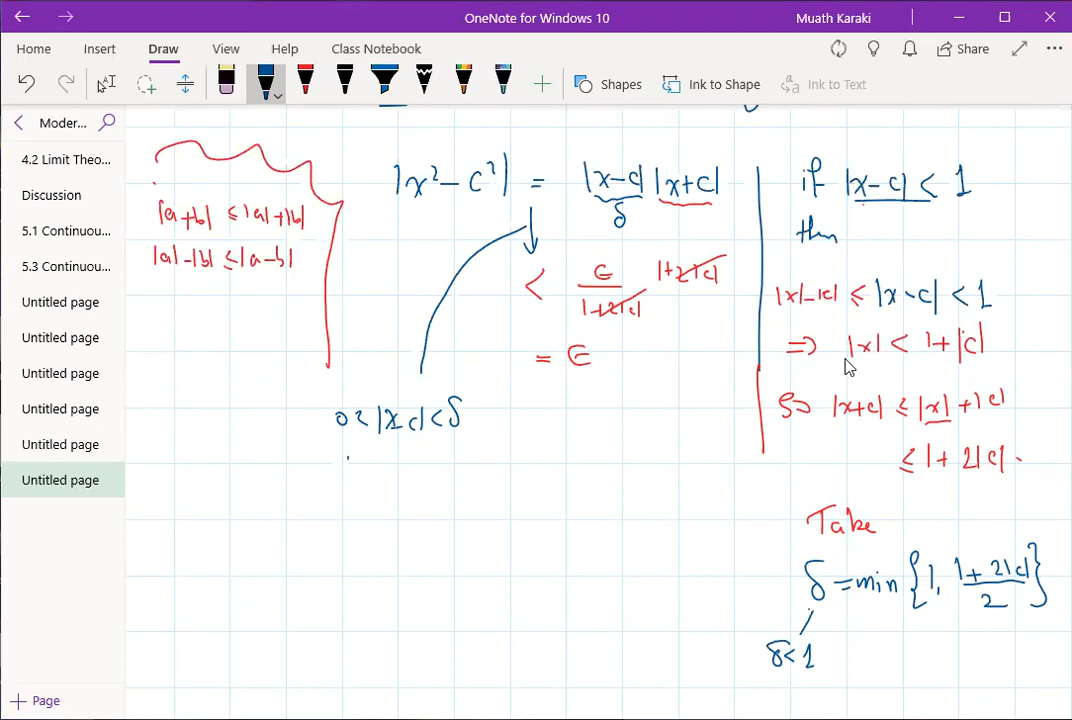 OneNote for Windows 10
Muath Karaki
Home Insert Draw View Help Class Notebook
Share
Shapes
Ink to Shape
Ink to Text
Moder...
4.2 Limit Theo...
Discussion
5.1 Continuou...
5.3 Continuou...
Untitled page
Untitled page
Untitled page
Untitled page
Untitled page
Untitled page
Page
|a+b| ≤ |a|+|b|
|a|-|b| ≤ |a-b|
|x²-c²| = |x-c| |x+c|
δ
< ϵ/(1+2|c|) 1+2|c|
= ϵ
0<|x-c|<δ
if |x-c| < 1
then
|x|-|c| ≤ |x-c| < 1
⇒ |x| < 1+|c|
so |x+c| ≤ |x|+|c|
≤ 1+2|c|.
Take
δ = min {1, (1+2|c|)/2}
δ<1